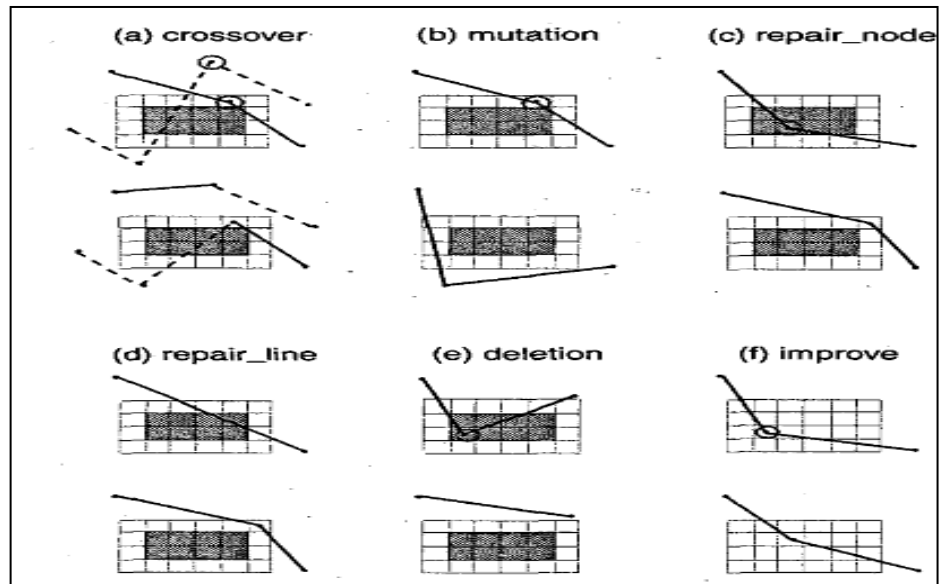 (a) crossover
(b) mutation
(c) repair_node
(d) repair_line
(e) deletion
(f) improve